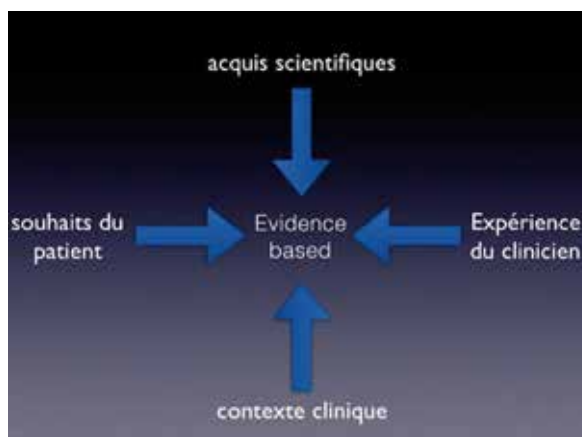 acquis scientifiques
souhaits du
patient
Evidence
based
Expérience
du clinicien
contexte clinique